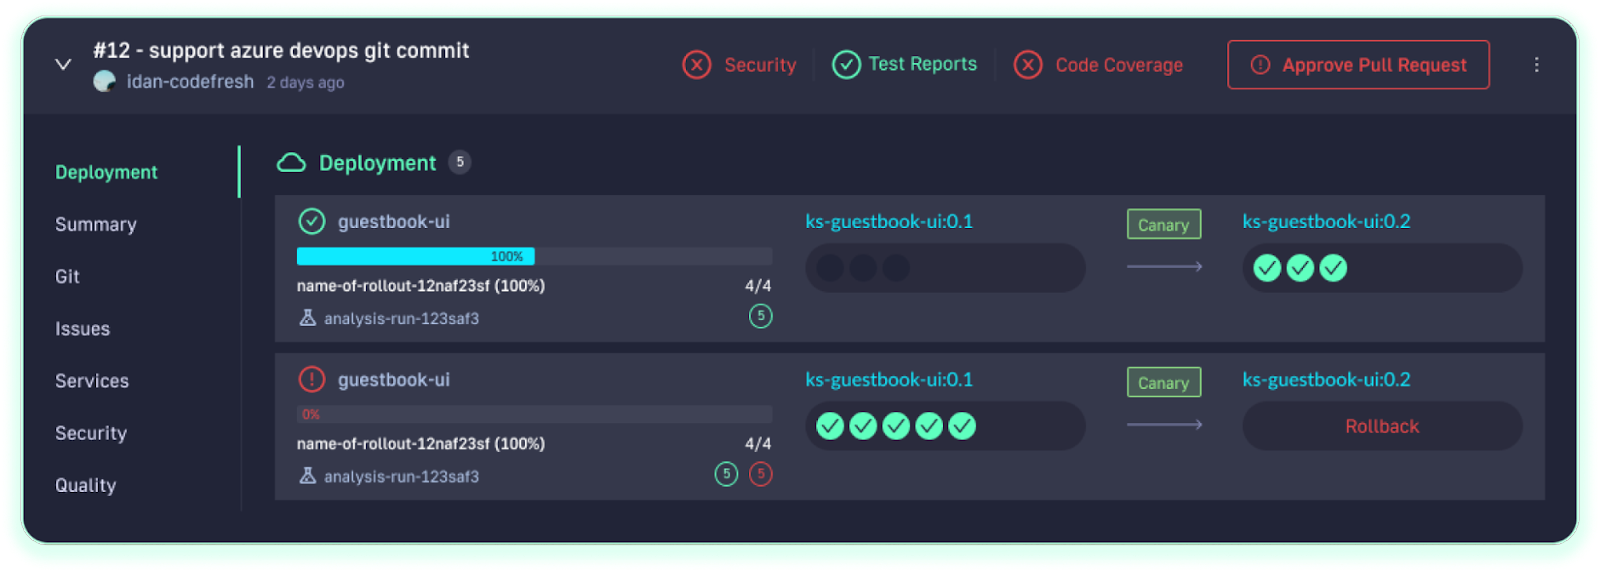 #12 - support azure devops git commit
idan-codefresh 2 days ago
Security
Test Reports
Code Coverage
Approve Pull Request
Deployment
Summary
Git
Issues
Services
Security
Quality
Deployment 5
guestbook-ui
100%
name-of-rollout-12naf23sf (100%) 4/4
analysis-run-123saf3 5
ks-guestbook-ui:0.1
Canary
ks-guestbook-ui:0.2
guestbook-ui
0%
name-of-rollout-12naf23sf (100%) 4/4
analysis-run-123saf3 5 5
ks-guestbook-ui:0.1
Canary
ks-guestbook-ui:0.2
Rollback